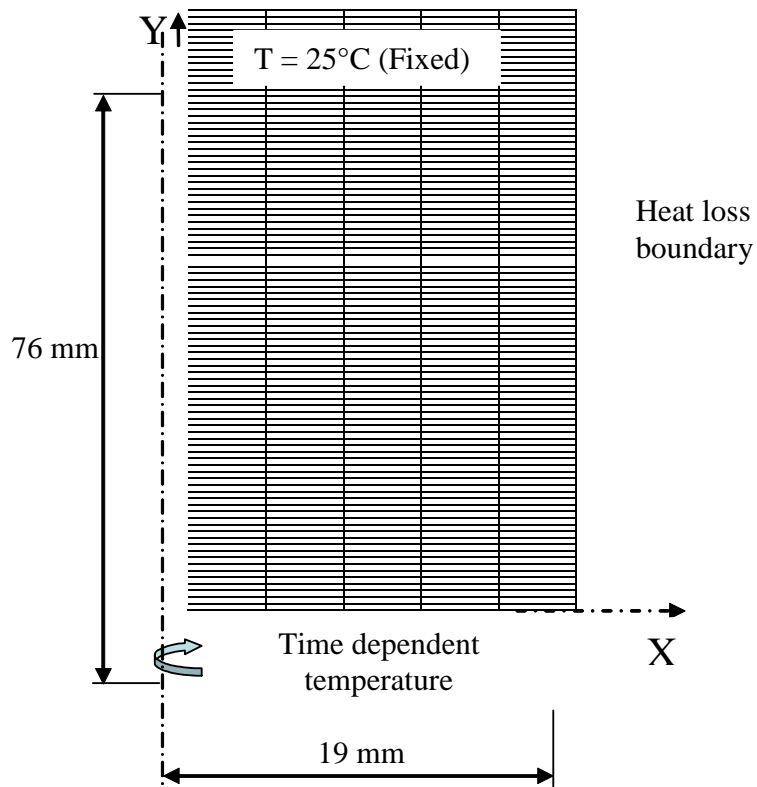 Y
T = 25°C (Fixed)
Heat loss
boundary
76 mm
Time dependent
temperature
X
19 mm